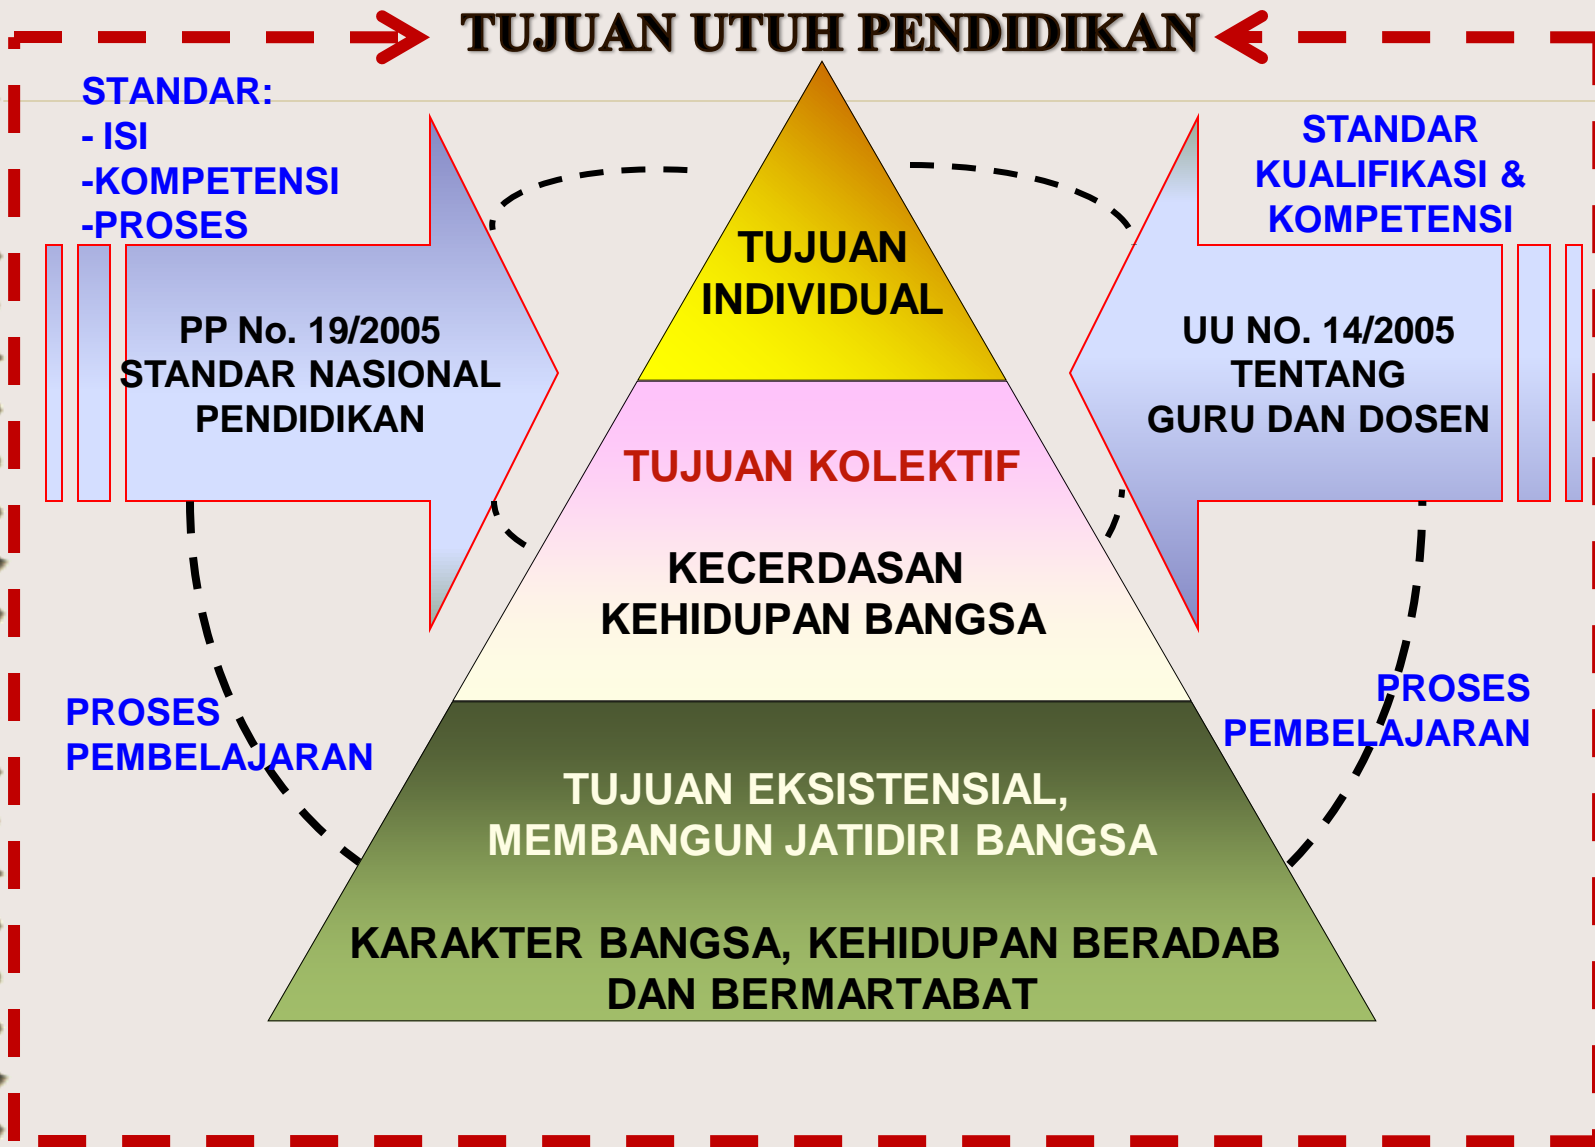 TUJUAN UTUH PENDIDIKAN
STANDAR:
- ISI
-KOMPETENSI
-PROSES
STANDAR
KUALIFIKASI &
KOMPETENSI
PP No. 19/2005
STANDAR NASIONAL
PENDIDIKAN
TUJUAN
INDIVIDUAL
UU NO. 14/2005
TENTANG
GURU DAN DOSEN
TUJUAN KOLEKTIF
KECERDASAN
KEHIDUPAN BANGSA
PROSES
PEMBELAJARAN
PROSES
PEMBELAJARAN
TUJUAN EKSISTENSIAL,
MEMBANGUN JATIDIRI BANGSA
KARAKTER BANGSA, KEHIDUPAN BERADAB
DAN BERMARTABAT